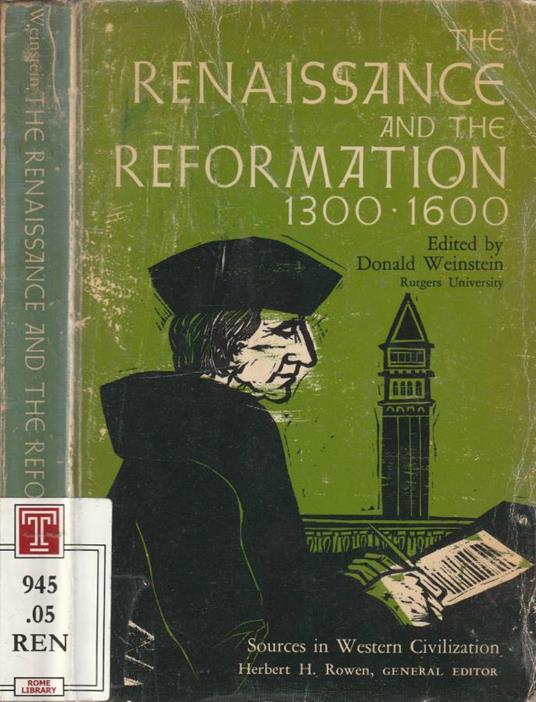 THE
RENAISSANCE
AND THE
REFORMATION
1300 · 1600
Edited by
Donald Weinstein
Rutgers University
Sources in Western Civilization
Herbert H. Rowen, GENERAL EDITOR
Weinstein THE RENAISSANCE AND THE REFO
T
945
.05
REN
ROME
LIBRARY